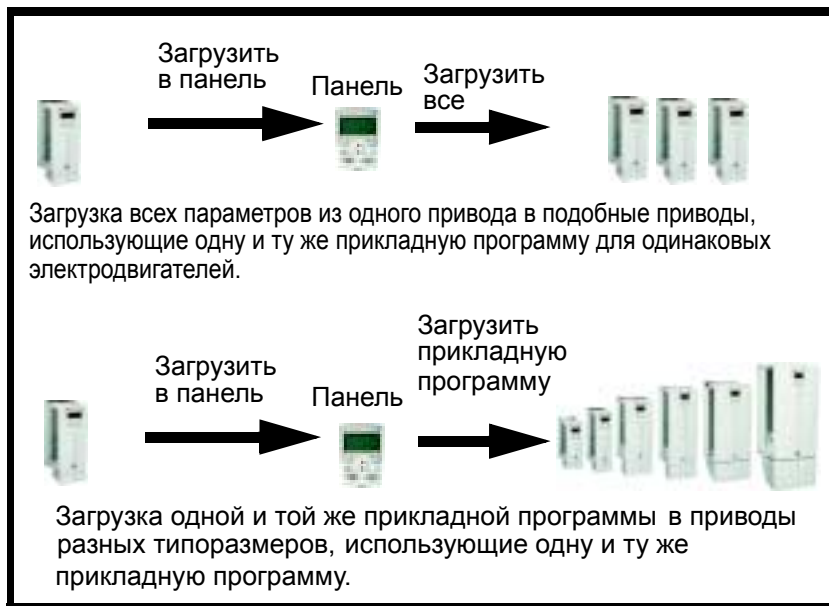 Загрузить
в панель
Панель
Загрузить
все
Загрузка всех параметров из одного привода в подобные приводы,
использующие одну и ту же прикладную программу для одинаковых
электродвигателей.
Загрузить
в панель
Панель
Загрузить
прикладную
программу
Загрузка одной и той же прикладной программы в приводы
разных типоразмеров, использующие одну и ту же
прикладную программу.